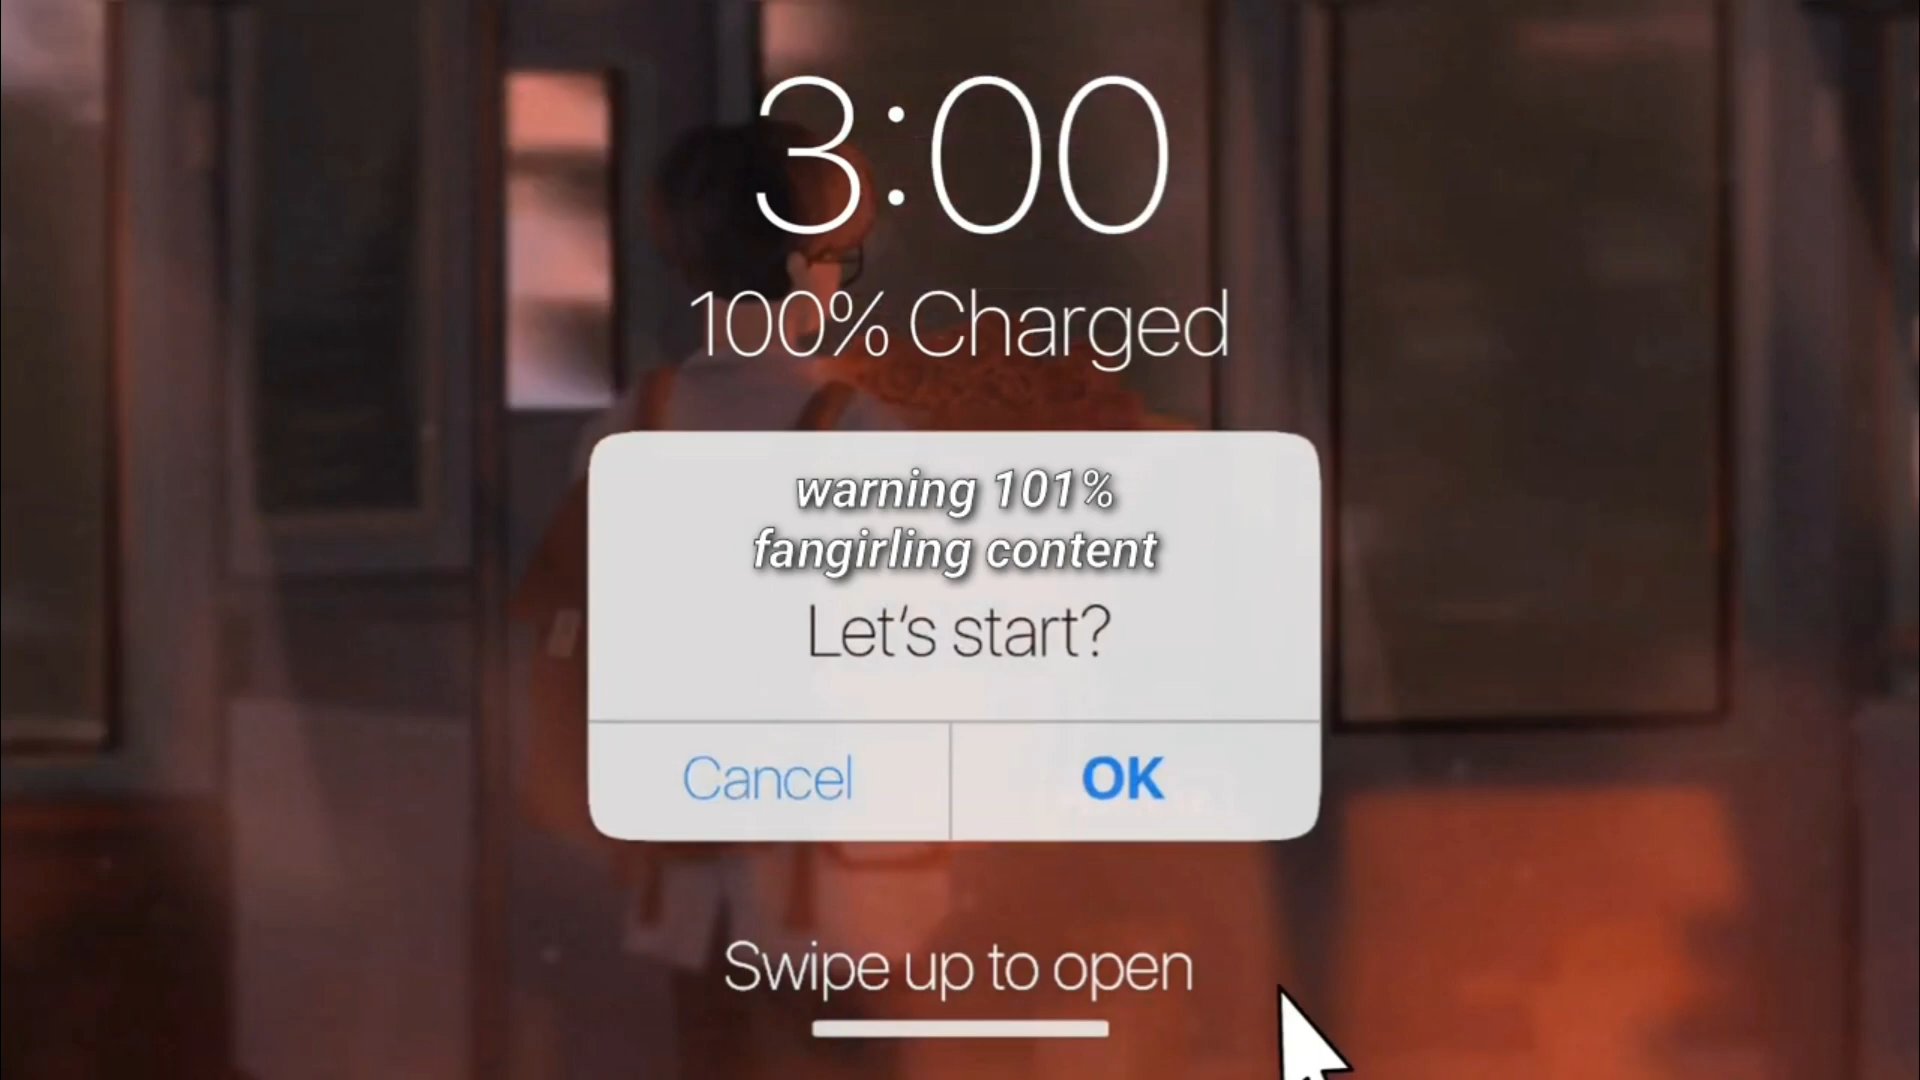 3:00
100% Charged
warning 101%
fangirling content
Let's start?
Cancel
OK
Swipe up to open